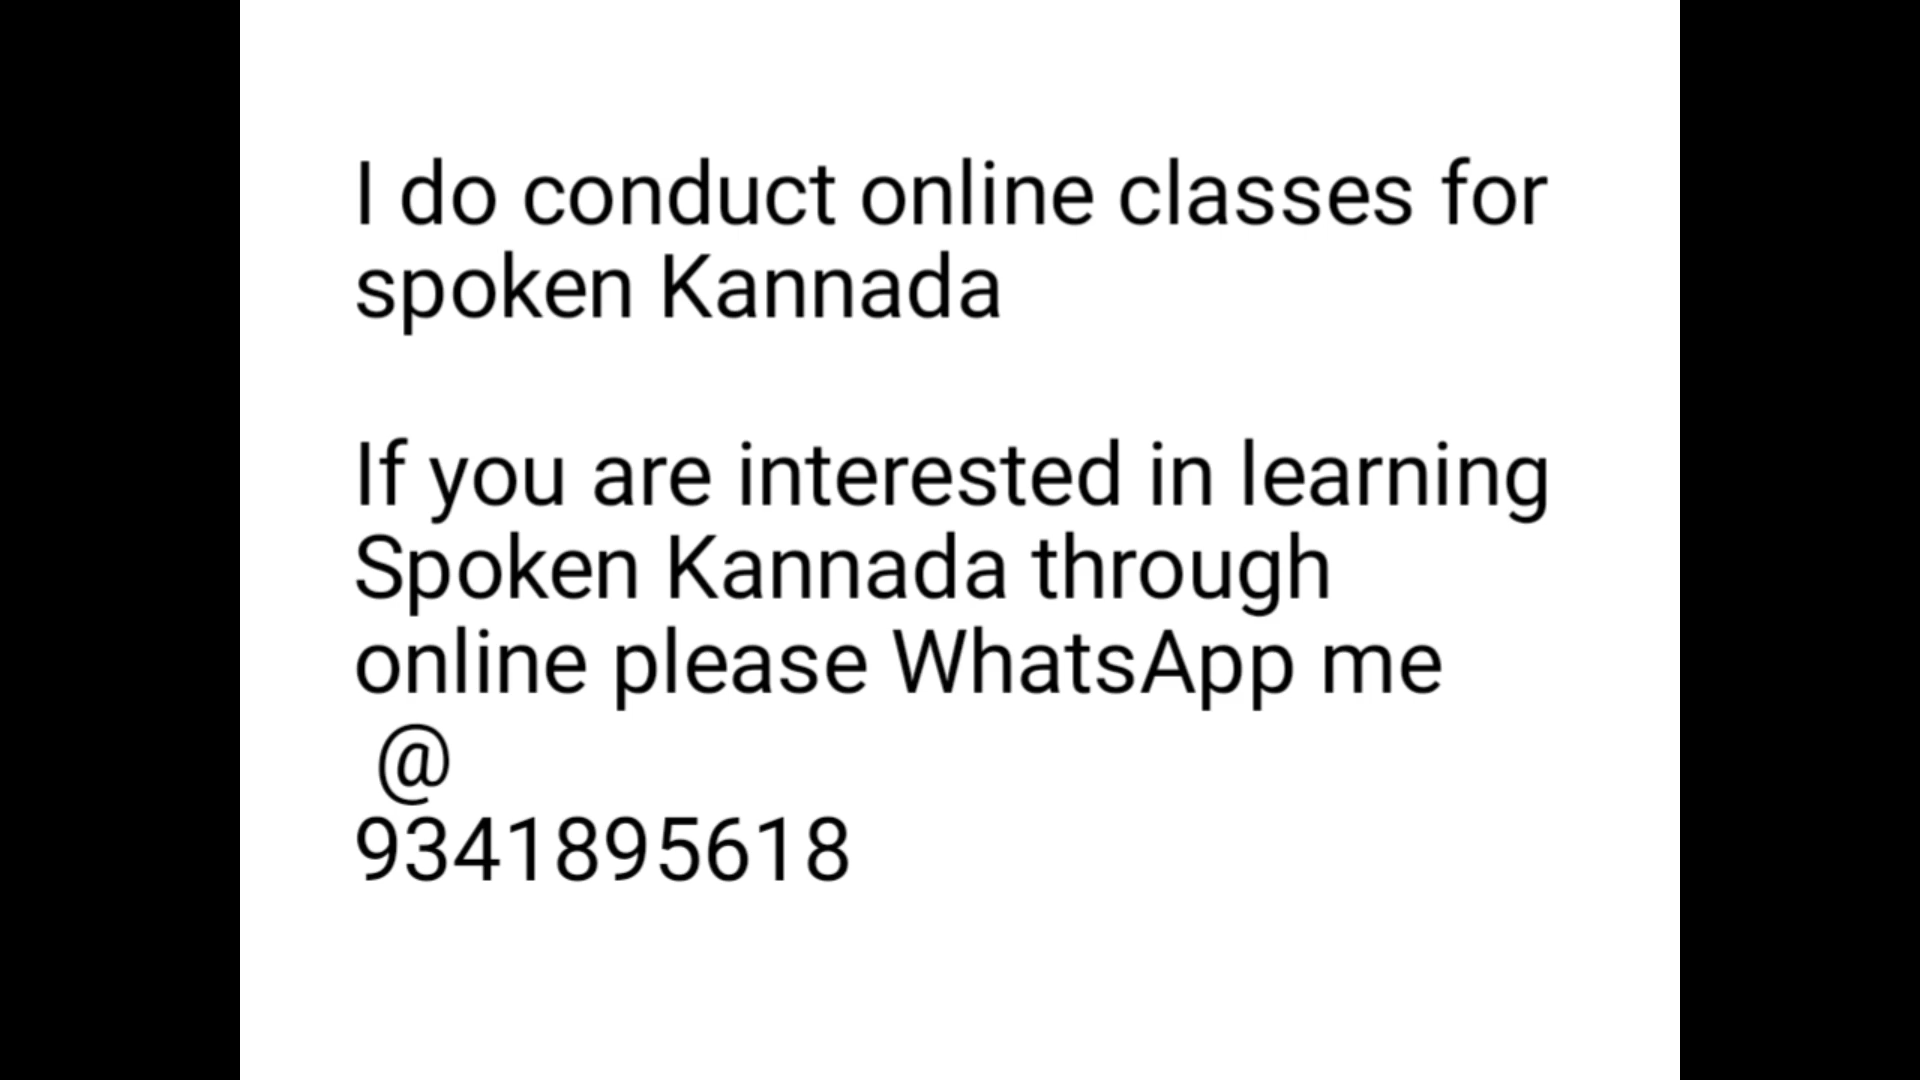 I do conduct online classes for
spoken Kannada
If you are interested in learning
Spoken Kannada through
online please WhatsApp me
@
9341895618